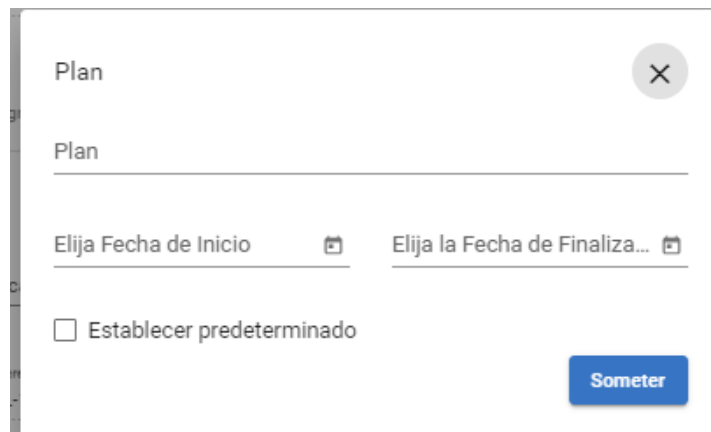 Plan
Plan
Elija Fecha de Inicio
Elija la Fecha de Finaliza...
Establecer predeterminado
Someter